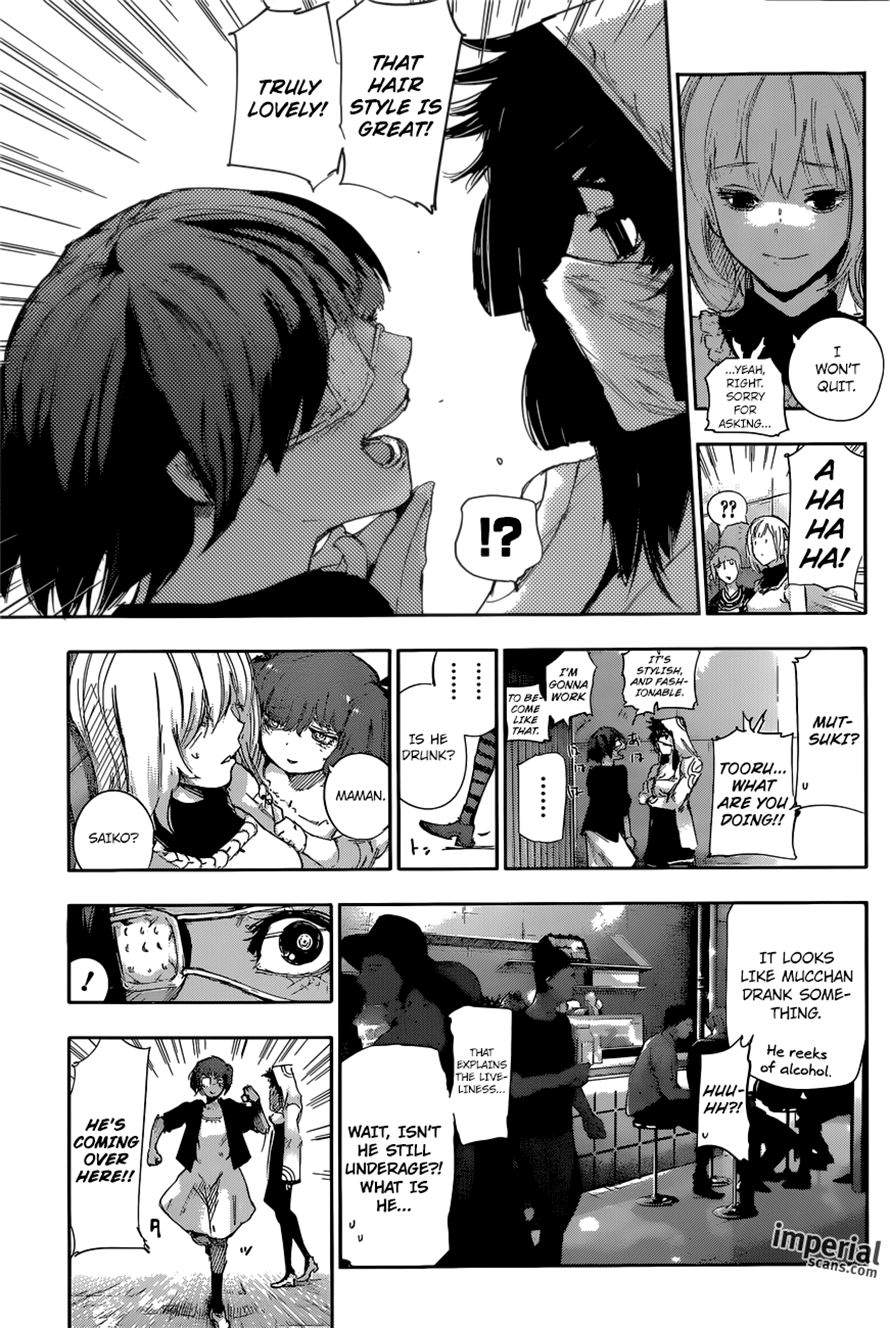 I
WON'T
QUIT.
...YEAH,
RIGHT.
SORRY
FOR
ASKING...
A
HA
HA
HA!
??
THAT
HAIR
STYLE IS
GREAT!
TRULY
LOVELY!
!?
MUT-
SUKI?
TOORU...
WHAT
ARE YOU
DOING!!
IT'S
STYLISH,
AND FASH-
IONABLE.
I'M
GONNA
WORK
TO BE-
COME
LIKE
THAT.
......
......
IS HE
DRUNK?
MAMAN.
SAIKO?
IT LOOKS
LIKE MUCCHAN
DRANK SOME-
THING.
He reeks
of alcohol.
HUU-
HH?!
THAT
EXPLAINS
THE LIVE-
LINESS...
WAIT, ISN'T
HE STILL
UNDERAGE?!
WHAT IS
HE...
!
HE'S
COMING
OVER
HERE!!
imperial
scans.com